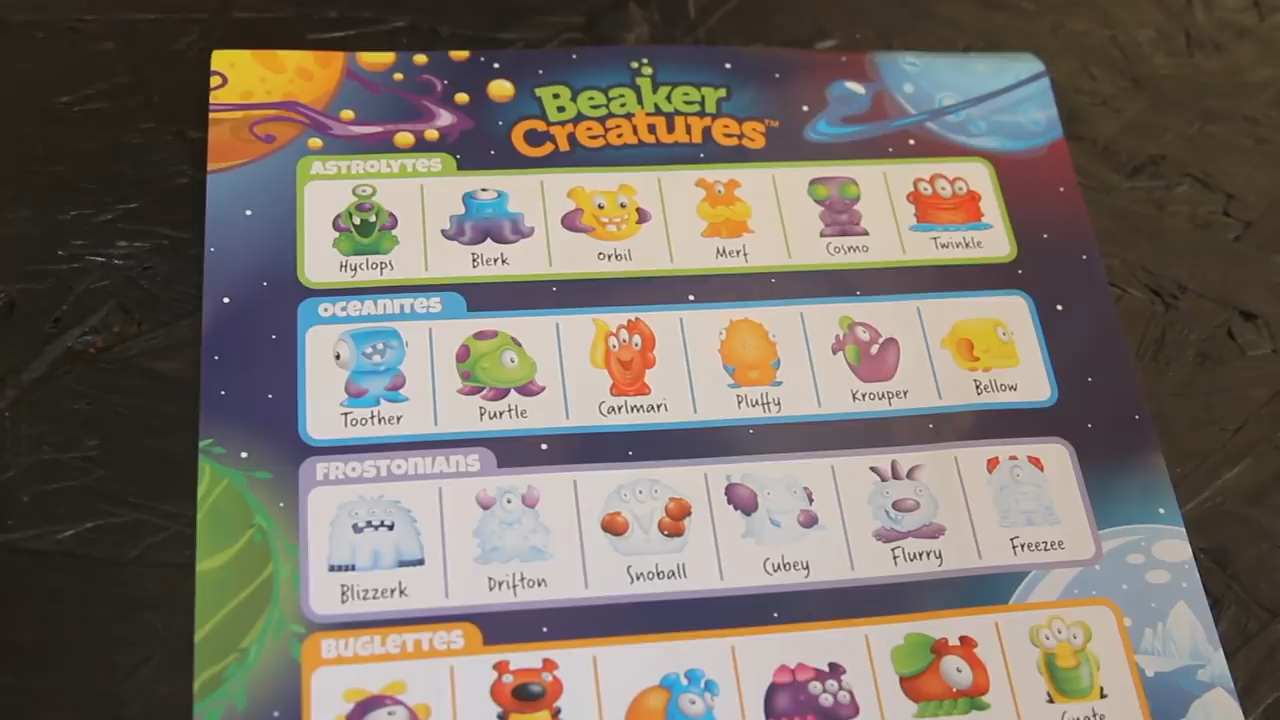 Beaker
Creatures™
ASTROLYTES
Hyclops Blerk Orbil Merf Cosmo Twinkle
OCEANITES
Toother Purtle Carlmari Pluffy Krouper Bellow
FROSTONIANS
Blizzerk Drifton Snoball Cubey Flurry Freezee
BUGLETTES